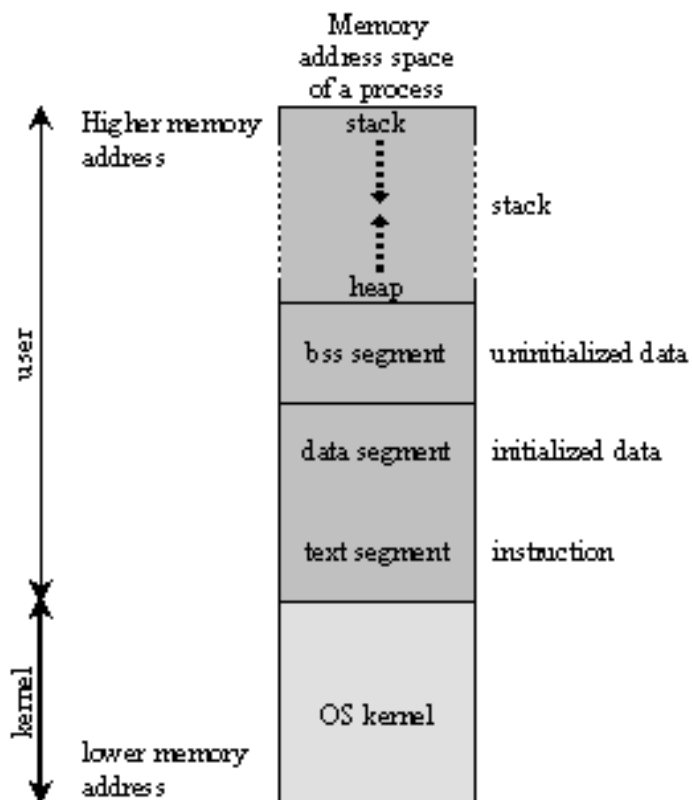 Memory
address space
of a process
Higher memory
address
stack
stack
heap
user
bss segment
uninitialized data
data segment
initialized data
text segment
instruction
kernel
OS kernel
lower memory
address